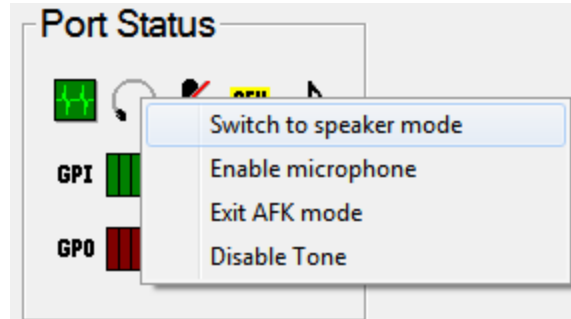 Port Status
Switch to speaker mode
GPI
Enable microphone
Exit AFK mode
GPO
Disable Tone